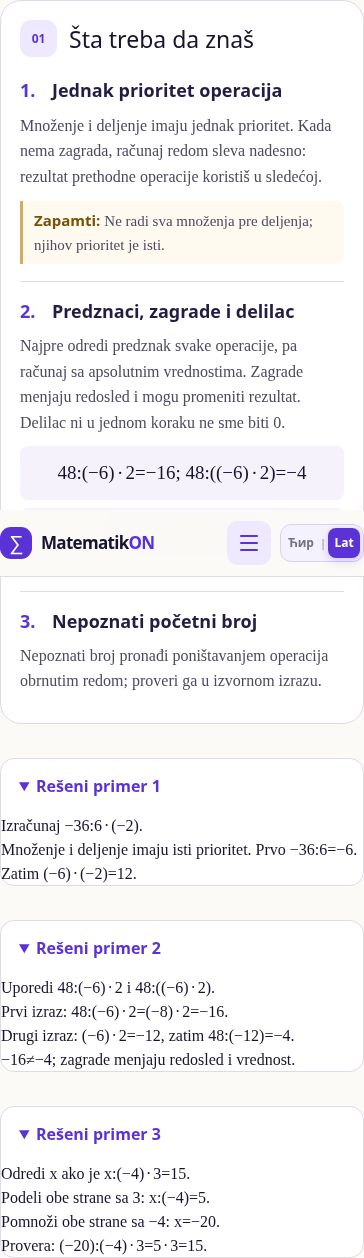 01 Šta treba da znaš
1. Jednak prioritet operacija
Množenje i deljenje imaju jednak prioritet. Kada
nema zagrada, računaj redom sleva nadesno:
rezultat prethodne operacije koristiš u sledećoj.
Zapamti: Ne radi sva množenja pre deljenja;
njihov prioritet je isti.
2. Predznaci, zagrade i delilac
Najpre odredi predznak svake operacije, pa
računaj sa apsolutnim vrednostima. Zagrade
menjaju redosled i mogu promeniti rezultat.
Delilac ni u jednom koraku ne sme biti 0.
48:(−6)·2=−16; 48:((−6)·2)=−4
∑ MatematikON ☰ Ћир | Lat
3. Nepoznati početni broj
Nepoznati broj pronađi poništavanjem operacija
obrnutim redom; proveri ga u izvornom izrazu.
▼ Rešeni primer 1
Izračunaj −36:6·(−2).
Množenje i deljenje imaju isti prioritet. Prvo −36:6=−6.
Zatim (−6)·(−2)=12.
▼ Rešeni primer 2
Uporedi 48:(−6)·2 i 48:((−6)·2).
Prvi izraz: 48:(−6)·2=(−8)·2=−16.
Drugi izraz: (−6)·2=−12, zatim 48:(−12)=−4.
−16≠−4; zagrade menjaju redosled i vrednost.
▼ Rešeni primer 3
Odredi x ako je x:(−4)·3=15.
Podeli obe strane sa 3: x:(−4)=5.
Pomnoži obe strane sa −4: x=−20.
Provera: (−20):(−4)·3=5·3=15.